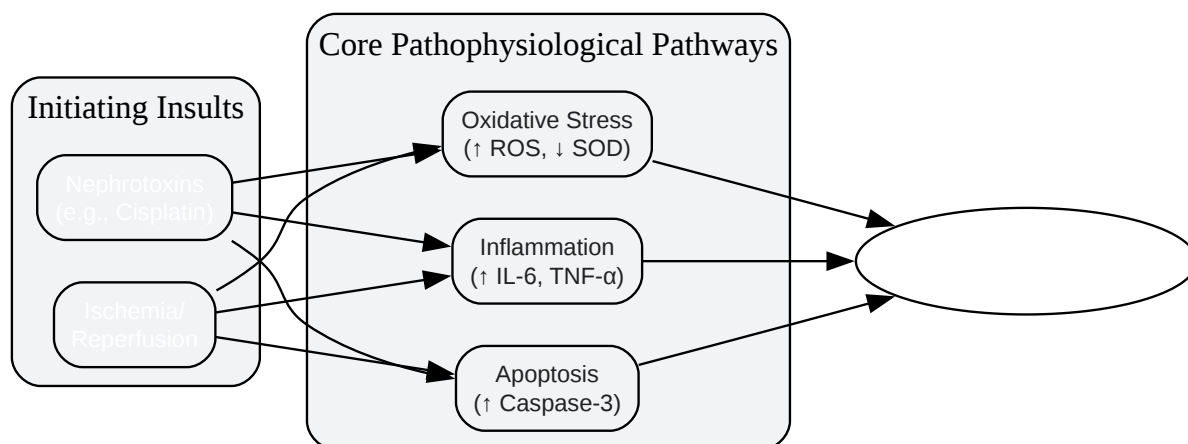 Core Pathophysiological Pathways
Initiating Insults
Nephrotoxins
(e.g., Cisplatin)
Ischemia/
Reperfusion
Oxidative Stress
(↑ ROS, ↓ SOD)
Inflammation
(↑ IL-6, TNF-α)
Apoptosis
(↑ Caspase-3)